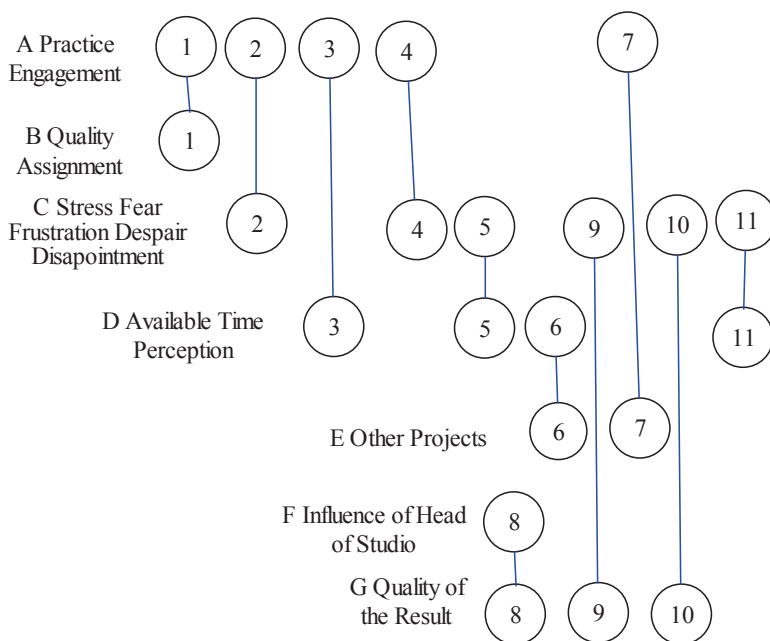 A Practice
Engagement
1 2 3 4 7
B Quality
Assignment
1
C Stress Fear
Frustration Despair
Disapointment
2 4 5 9 10 11
D Available Time
Perception
3 5 6 11
E Other Projects
6 7
F Influence of Head
of Studio
8
G Quality of
the Result
8 9 10